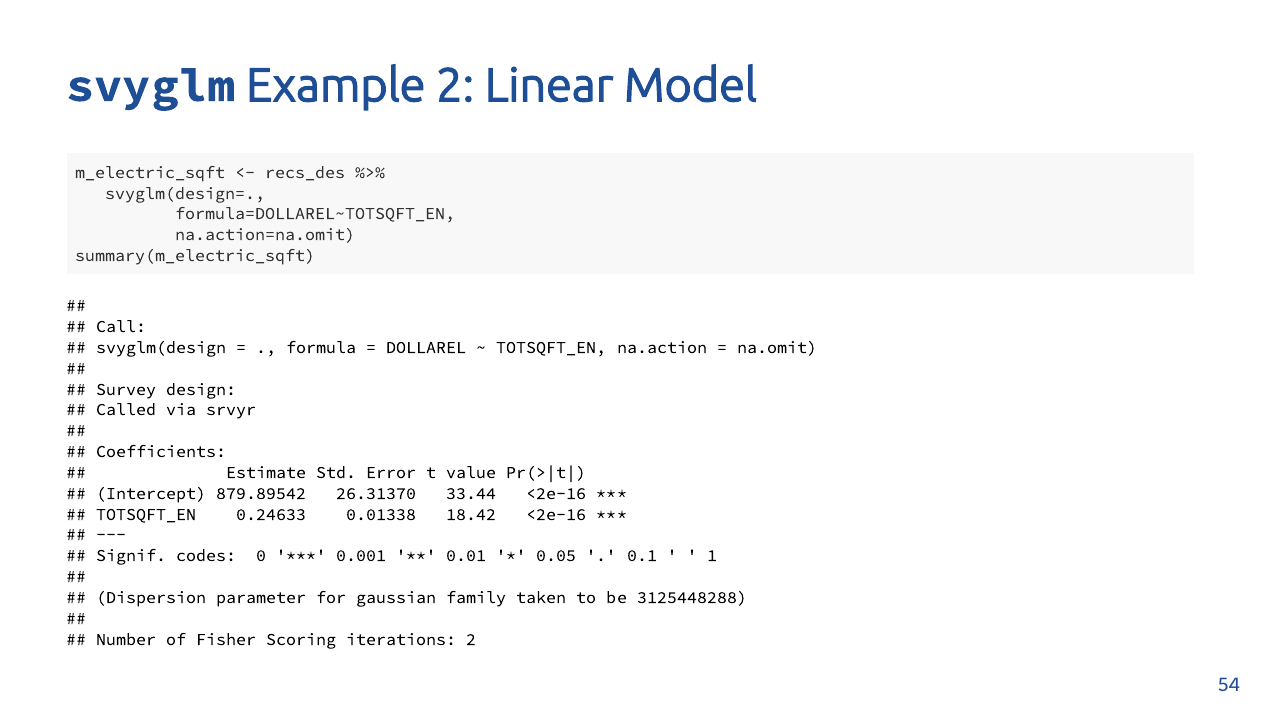 svyglm Example 2: Linear Model
m_electric_sqft <- recs_des %>%
   svyglm(design=.,
          formula=DOLLAREL~TOTSQFT_EN,
          na.action=na.omit)
summary(m_electric_sqft)
##
## Call:
## svyglm(design = ., formula = DOLLAREL ~ TOTSQFT_EN, na.action = na.omit)
##
## Survey design:
## Called via srvyr
##
## Coefficients:
##              Estimate Std. Error t value Pr(>|t|)
## (Intercept) 879.89542   26.31370   33.44   <2e-16 ***
## TOTSQFT_EN    0.24633    0.01338   18.42   <2e-16 ***
## ---
## Signif. codes:  0 '***' 0.001 '**' 0.01 '*' 0.05 '.' 0.1 ' ' 1
##
## (Dispersion parameter for gaussian family taken to be 3125448288)
##
## Number of Fisher Scoring iterations: 2
54